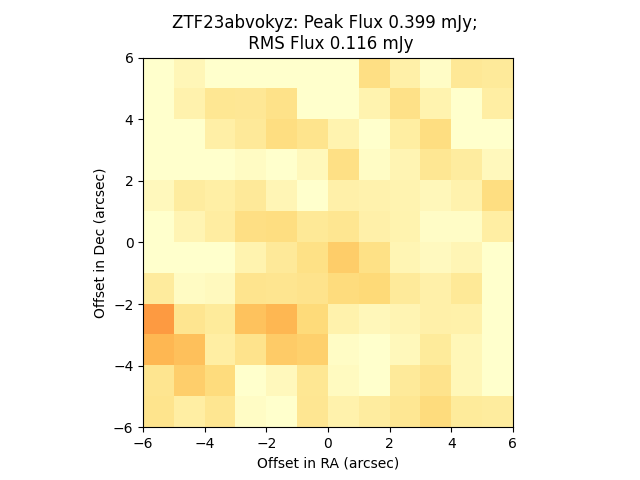 ZTF23abvokyz: Peak Flux 0.399 mJy;
RMS Flux 0.116 mJy
6
4
2
0
−2
−4
−6
Offset in Dec (arcsec)
−6 −4 −2 0 2 4 6
Offset in RA (arcsec)